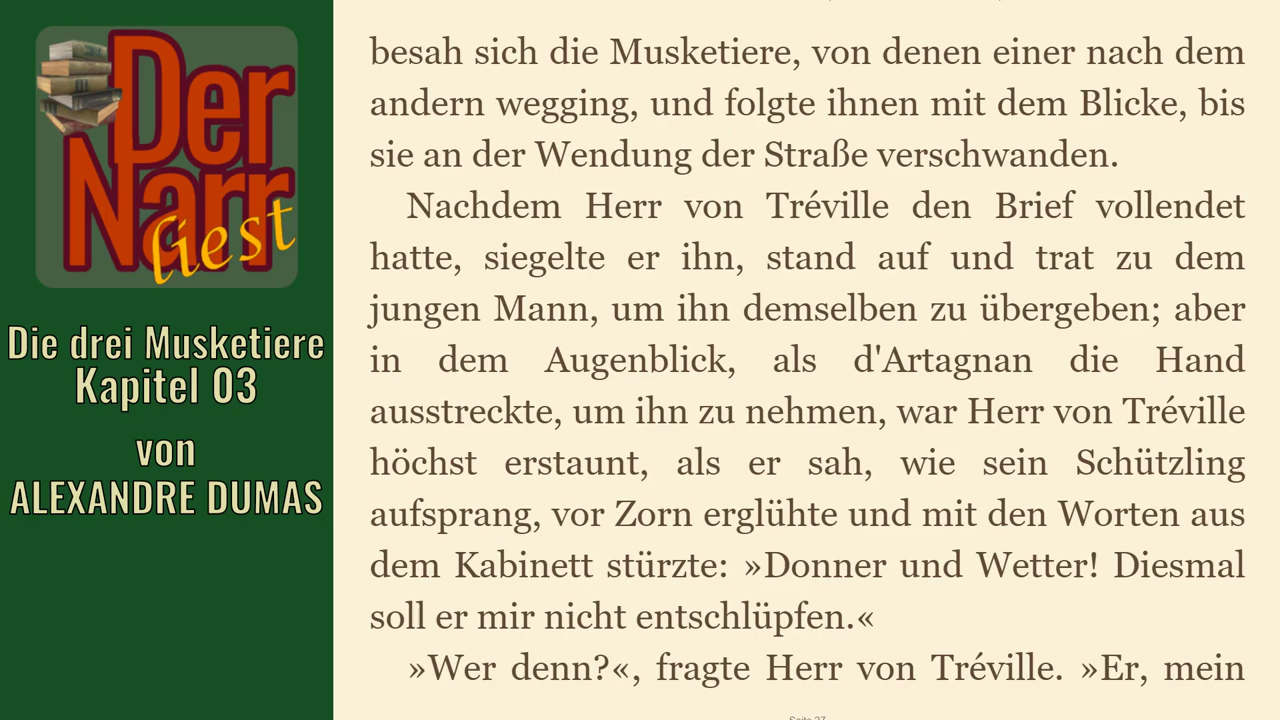 Der
Narr
liest
Die drei Musketiere
Kapitel 03
von
ALEXANDRE DUMAS
besah sich die Musketiere, von denen einer nach dem
andern wegging, und folgte ihnen mit dem Blicke, bis
sie an der Wendung der Straße verschwanden.
Nachdem Herr von Tréville den Brief vollendet
hatte, siegelte er ihn, stand auf und trat zu dem
jungen Mann, um ihn demselben zu übergeben; aber
in dem Augenblick, als d'Artagnan die Hand
ausstreckte, um ihn zu nehmen, war Herr von Tréville
höchst erstaunt, als er sah, wie sein Schützling
aufsprang, vor Zorn erglühte und mit den Worten aus
dem Kabinett stürzte: »Donner und Wetter! Diesmal
soll er mir nicht entschlüpfen.«
»Wer denn?«, fragte Herr von Tréville. »Er, mein